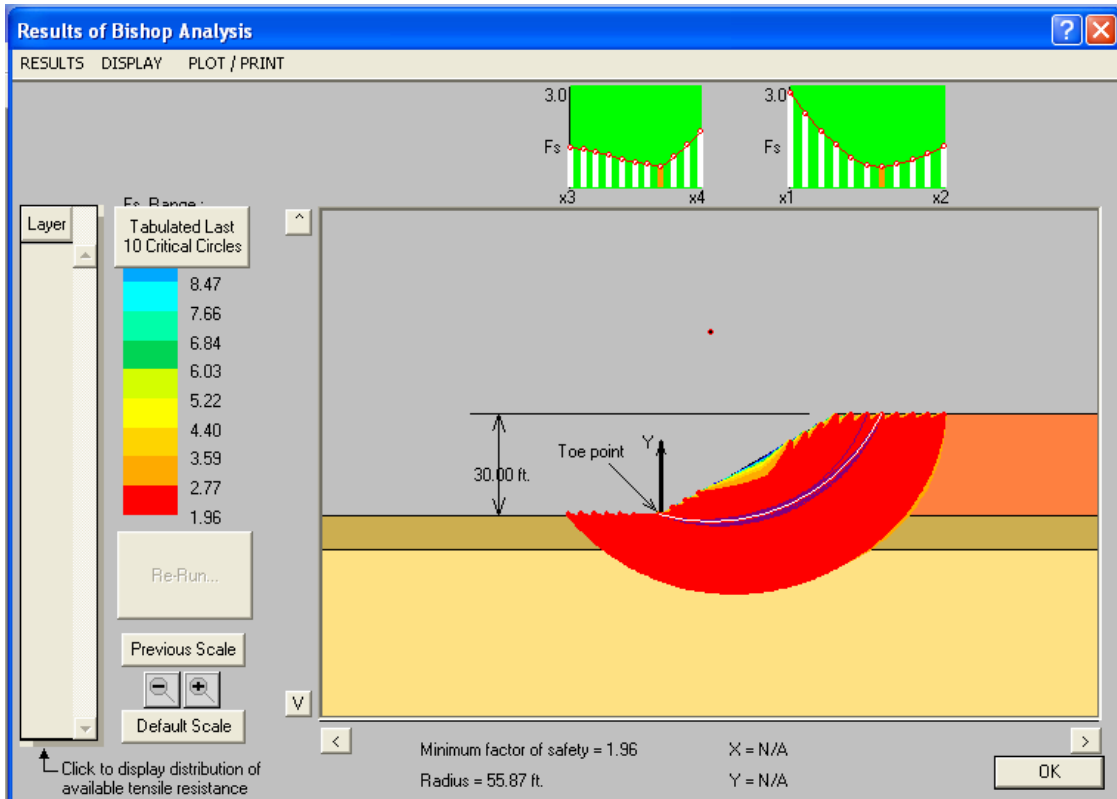 Results of Bishop Analysis
RESULTS DISPLAY PLOT / PRINT
3.0
Fs
x3 x4
3.0
Fs
x1 x2
Layer
Fs Range :
Tabulated Last
10 Critical Circles
8.47
7.66
6.84
6.03
5.22
4.40
3.59
2.77
1.96
Re-Run...
Previous Scale
Default Scale
Click to display distribution of
available tensile resistance
^
V
<
>
Y
Toe point
30.00 ft.
Minimum factor of safety = 1.96 X = N/A
Radius = 55.87 ft. Y = N/A
OK